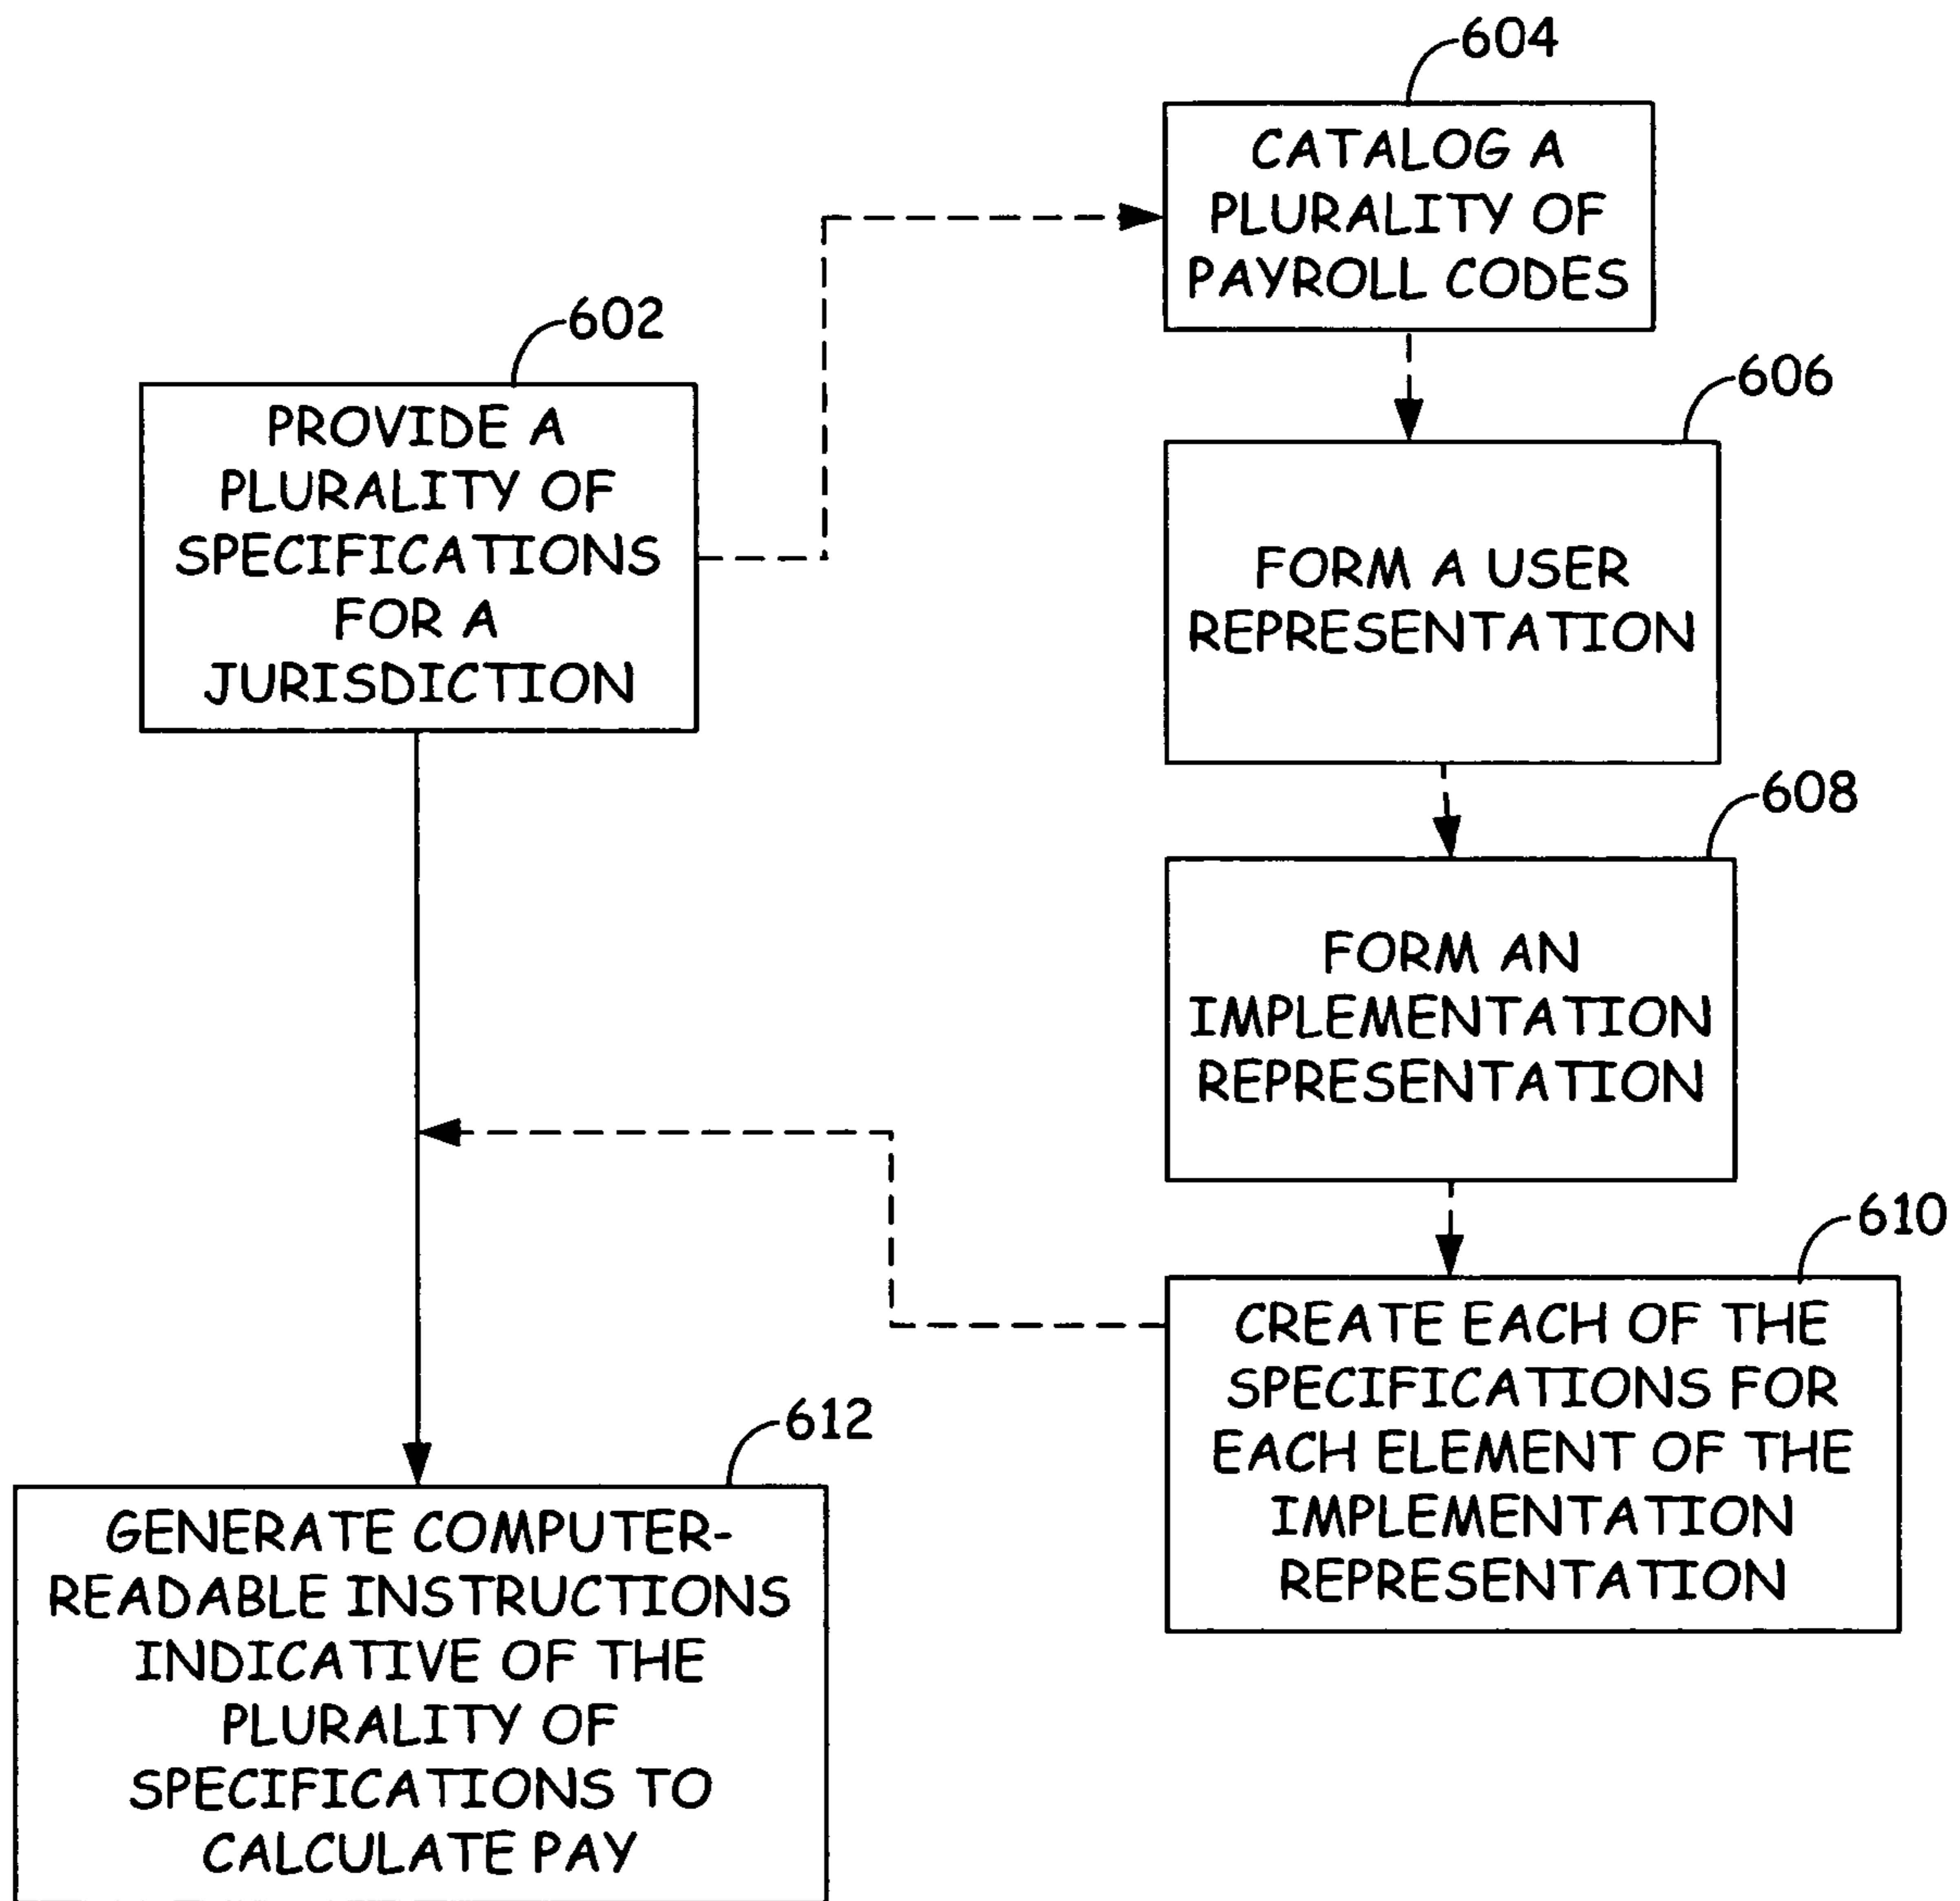 604
CATALOG A
PLURALITY OF
PAYROLL CODES
602
PROVIDE A
PLURALITY OF
SPECIFICATIONS
FOR A
JURISDICTION
606
FORM A USER
REPRESENTATION
608
FORM AN
IMPLEMENTATION
REPRESENTATION
610
CREATE EACH OF THE
SPECIFICATIONS FOR
EACH ELEMENT OF THE
IMPLEMENTATION
REPRESENTATION
612
GENERATE COMPUTER-
READABLE INSTRUCTIONS
INDICATIVE OF THE
PLURALITY OF
SPECIFICATIONS TO
CALCULATE PAY